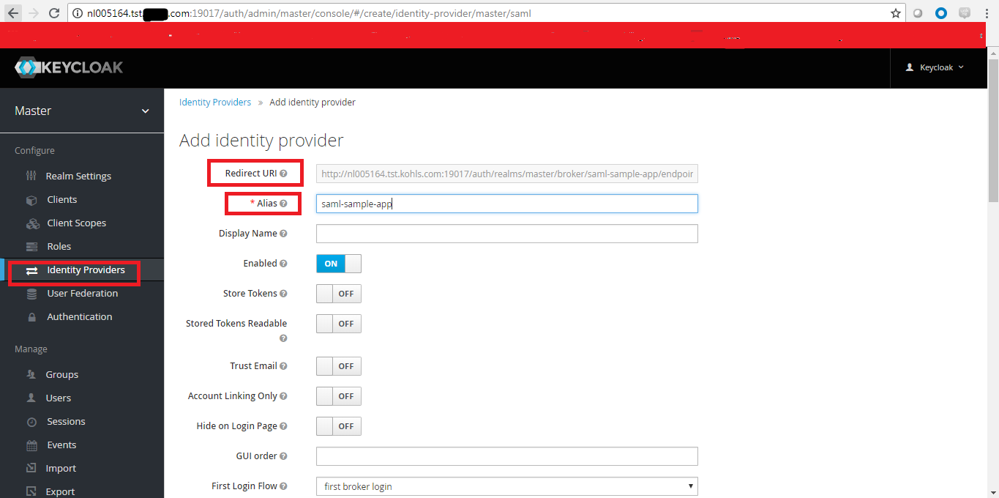 nl005164.tst.    .com:19017/auth/admin/master/console/#/create/identity-provider/master/saml
KEYCLOAK
Keycloak
Master
Identity Providers » Add identity provider
Configure
Add identity provider
Realm Settings
Redirect URI
http://nl005164.tst.kohls.com:19017/auth/realms/master/broker/saml-sample-app/endpoin
Clients
* Alias
saml-sample-app
Client Scopes
Display Name
Roles
Enabled
ON
Identity Providers
User Federation
Store Tokens
OFF
Authentication
Stored Tokens Readable
OFF
Manage
Trust Email
OFF
Groups
Users
Account Linking Only
OFF
Sessions
Hide on Login Page
OFF
Events
GUI order
Import
First Login Flow
first broker login
Export